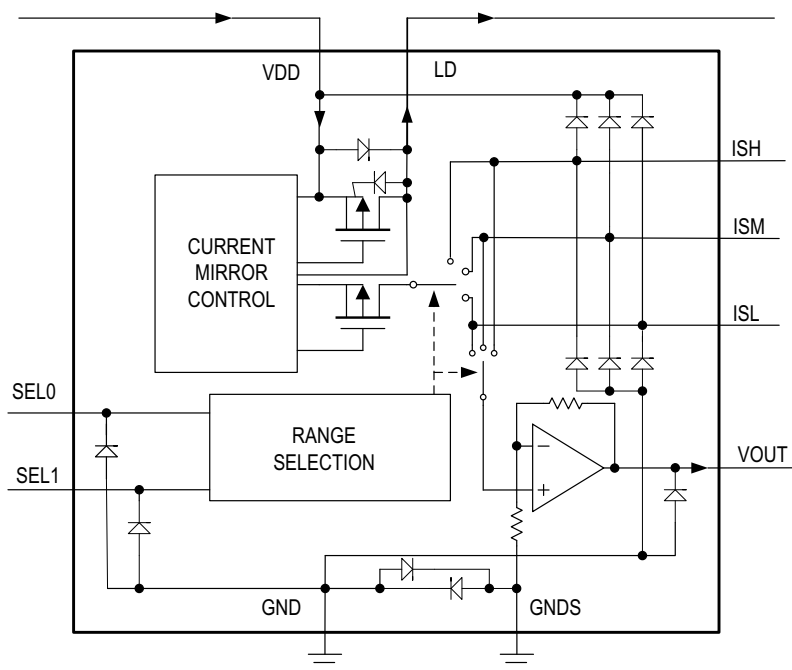 VDD
LD
ISH
ISM
CURRENT
MIRROR
CONTROL
ISL
SEL0
RANGE
SELECTION
−
VOUT
SEL1
+
GND
GNDS